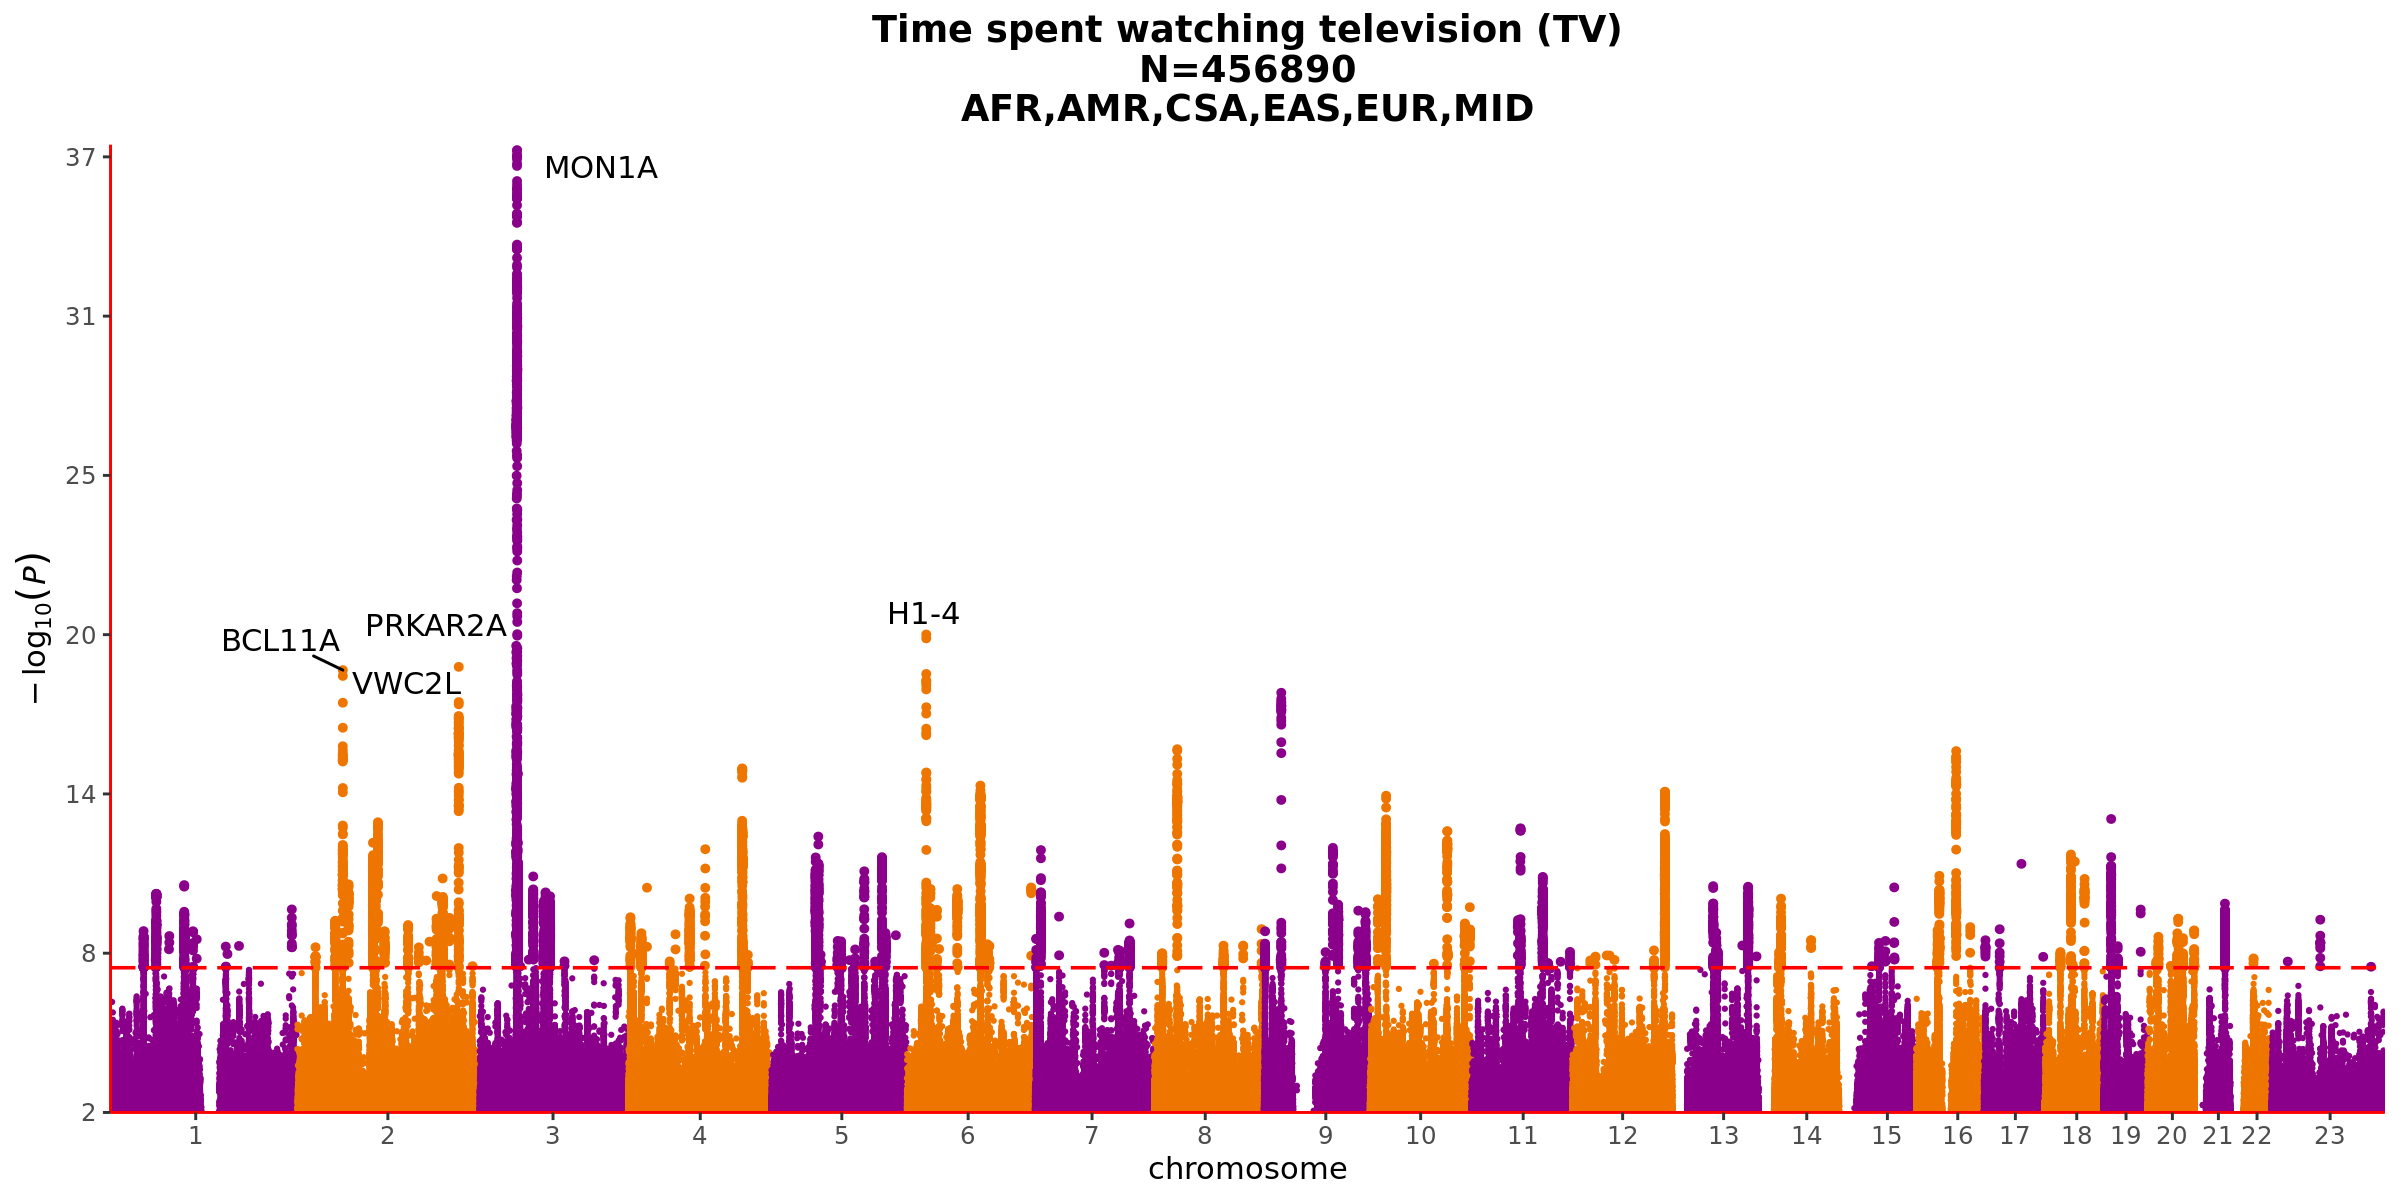 Time spent watching television (TV)
N=456890
AFR,AMR,CSA,EAS,EUR,MID
37
31
25
20
14
8
2
−log10(P)
MON1A
H1-4
PRKAR2A
BCL11A
VWC2L
1 2 3 4 5 6 7 8 9 10 11 12 13 14 15 16 17 18 19 20 21 22 23
chromosome